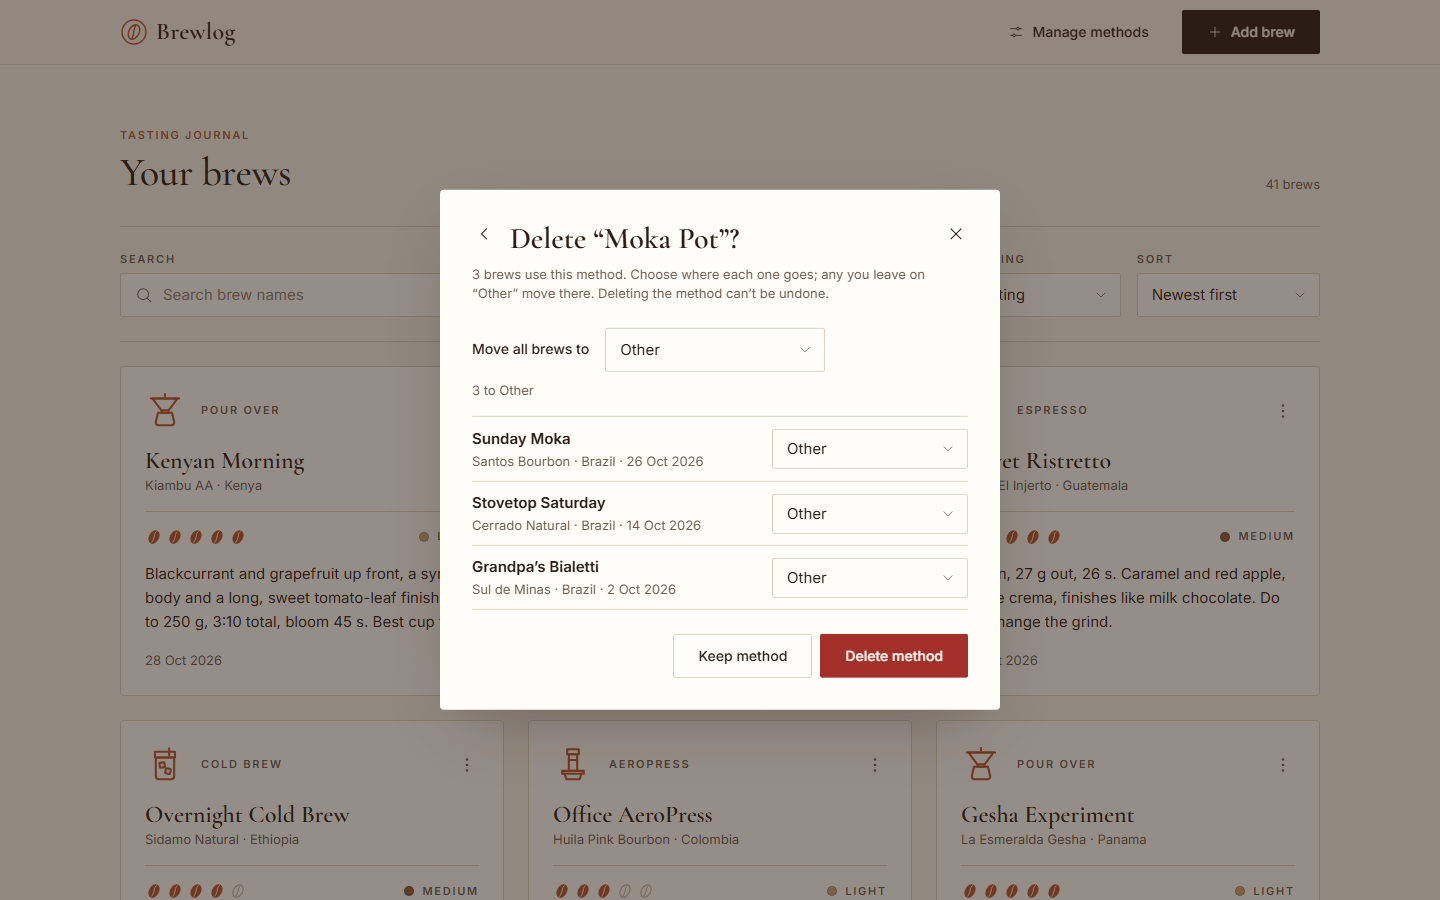 Brewlog
Manage methods
Add brew
TASTING JOURNAL
Your brews
41 brews
SEARCH
SORT
Search brew names
Newest first
Delete “Moka Pot”?
3 brews use this method. Choose where each one goes; any you leave on
“Other” move there. Deleting the method can’t be undone.
Move all brews to
Other
3 to Other
Sunday Moka
Santos Bourbon · Brazil · 26 Oct 2026
Other
Stovetop Saturday
Cerrado Natural · Brazil · 14 Oct 2026
Other
Grandpa’s Bialetti
Sul de Minas · Brazil · 2 Oct 2026
Other
Keep method
Delete method
POUR OVER
Kenyan Morning
Kiambu AA · Kenya
Blackcurrant and grapefruit up front, a
body and a long, sweet tomato-leaf finish
to 250 g, 3:10 total, bloom 45 s. Best cup
28 Oct 2026
ESPRESSO
Ristretto
El Injerto · Guatemala
MEDIUM
27 g out, 26 s. Caramel and red apple,
crema, finishes like milk chocolate. Do
the grind.
2026
COLD BREW
Overnight Cold Brew
Sidamo Natural · Ethiopia
MEDIUM
AEROPRESS
Office AeroPress
Huila Pink Bourbon · Colombia
LIGHT
POUR OVER
Gesha Experiment
La Esmeralda Gesha · Panama
LIGHT